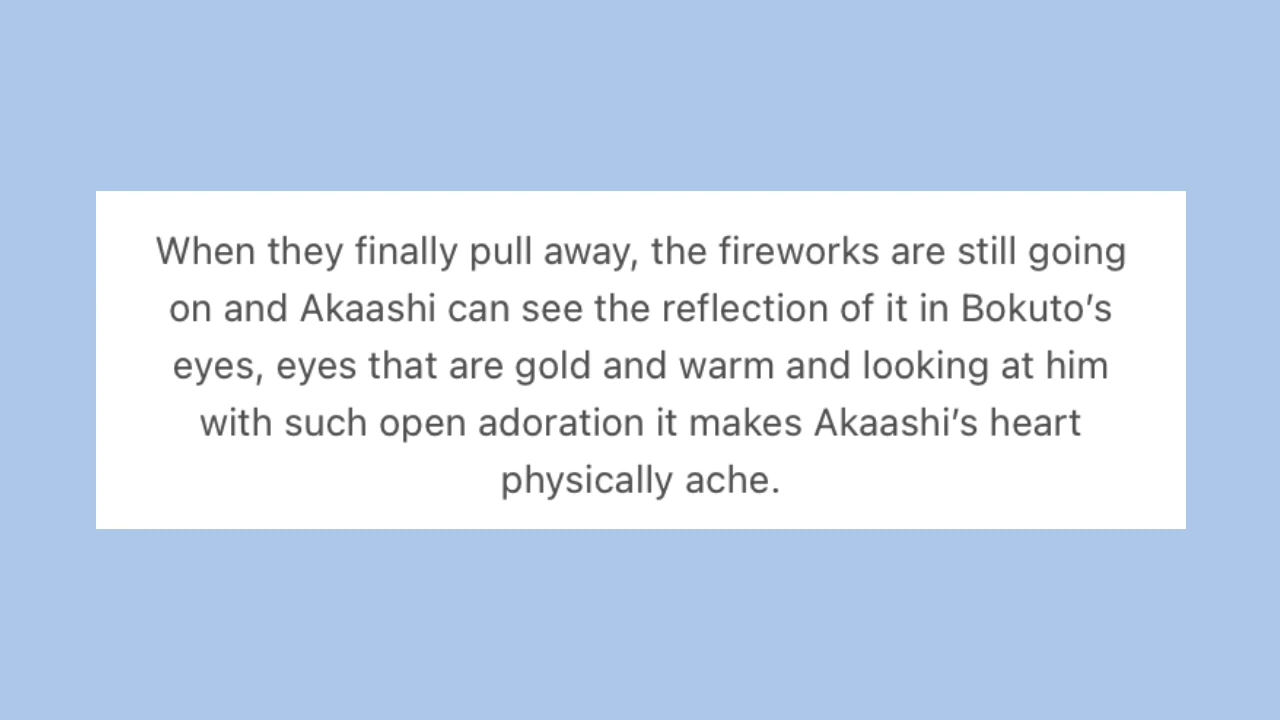 When they finally pull away, the fireworks are still going
on and Akaashi can see the reflection of it in Bokuto’s
eyes, eyes that are gold and warm and looking at him
with such open adoration it makes Akaashi’s heart
physically ache.